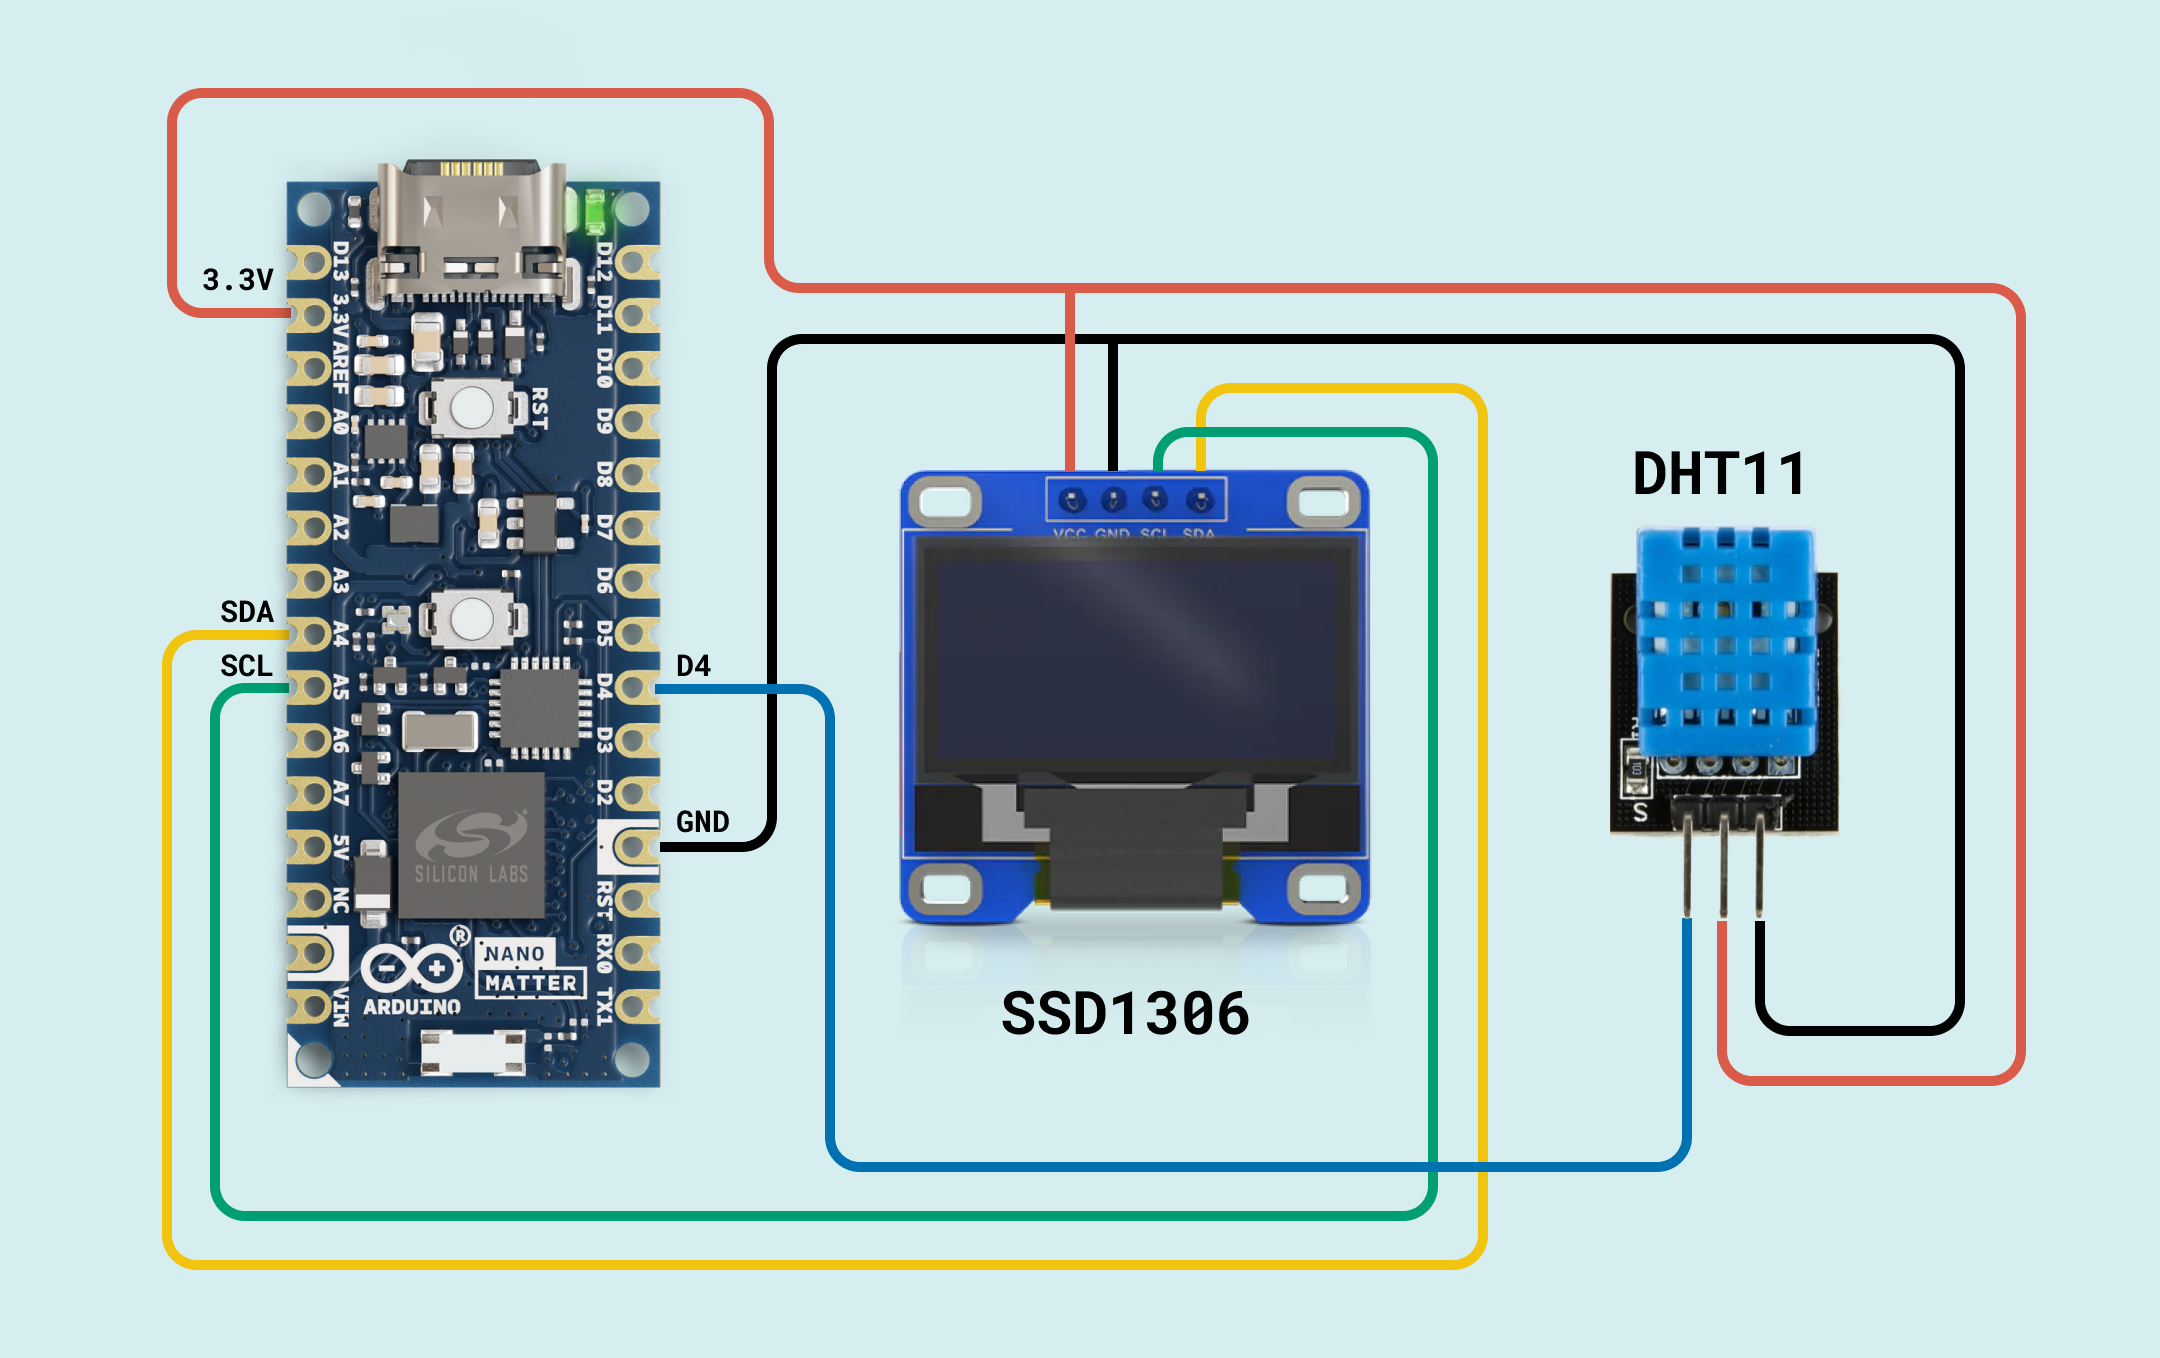 3.3V
SDA
SCL
D13
3.3V
AREF
A0
A1
A2
A3
A4
A5
A6
A7
5V
NC
VIN
RST
SILICON LABS
ARDUINO
®
NANO
MATTER
D12
D11
D10
D9
D8
D7
D6
D5
D4
D3
D2
RST
RX0
TX1
D4
GND
VCC GND SCL SDA
SSD1306
DHT11
103
S